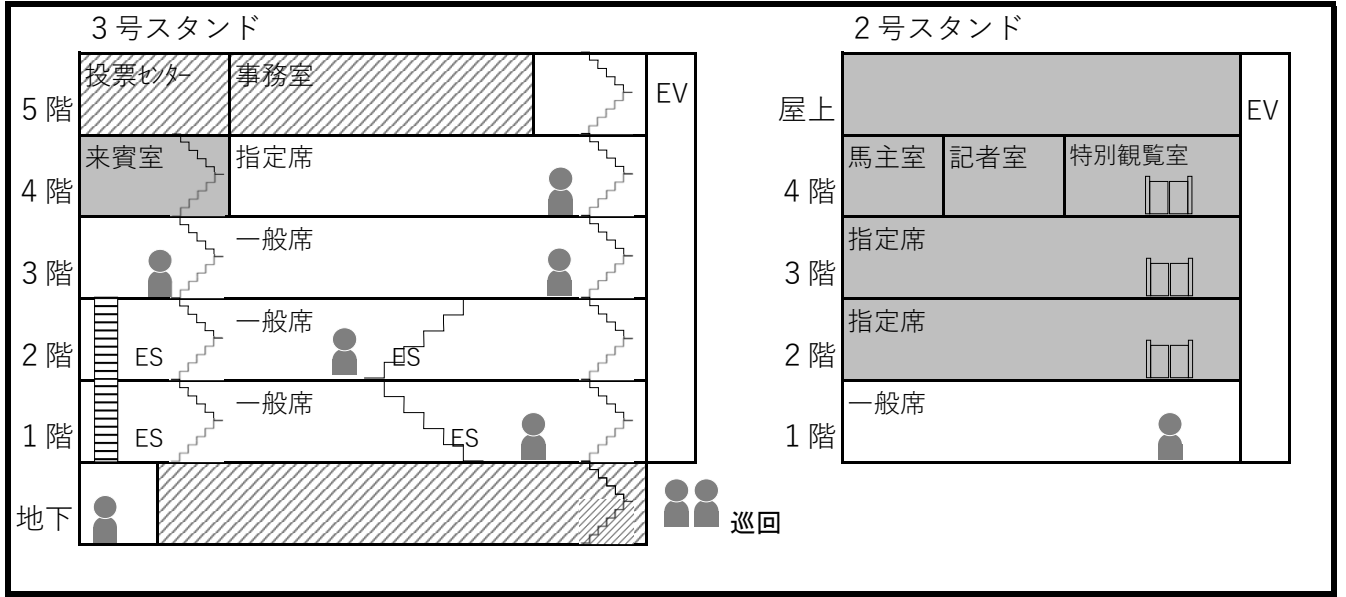 3号スタンド
2号スタンド
投票センター 事務室
EV
5階
屋上
EV
来賓室 指定席
4階
馬主室 記者室 特別観覧室
4階
一般席
3階
指定席
3階
一般席
2階 ES ES
指定席
2階
一般席
1階 ES ES
一般席
1階
地下
巡回